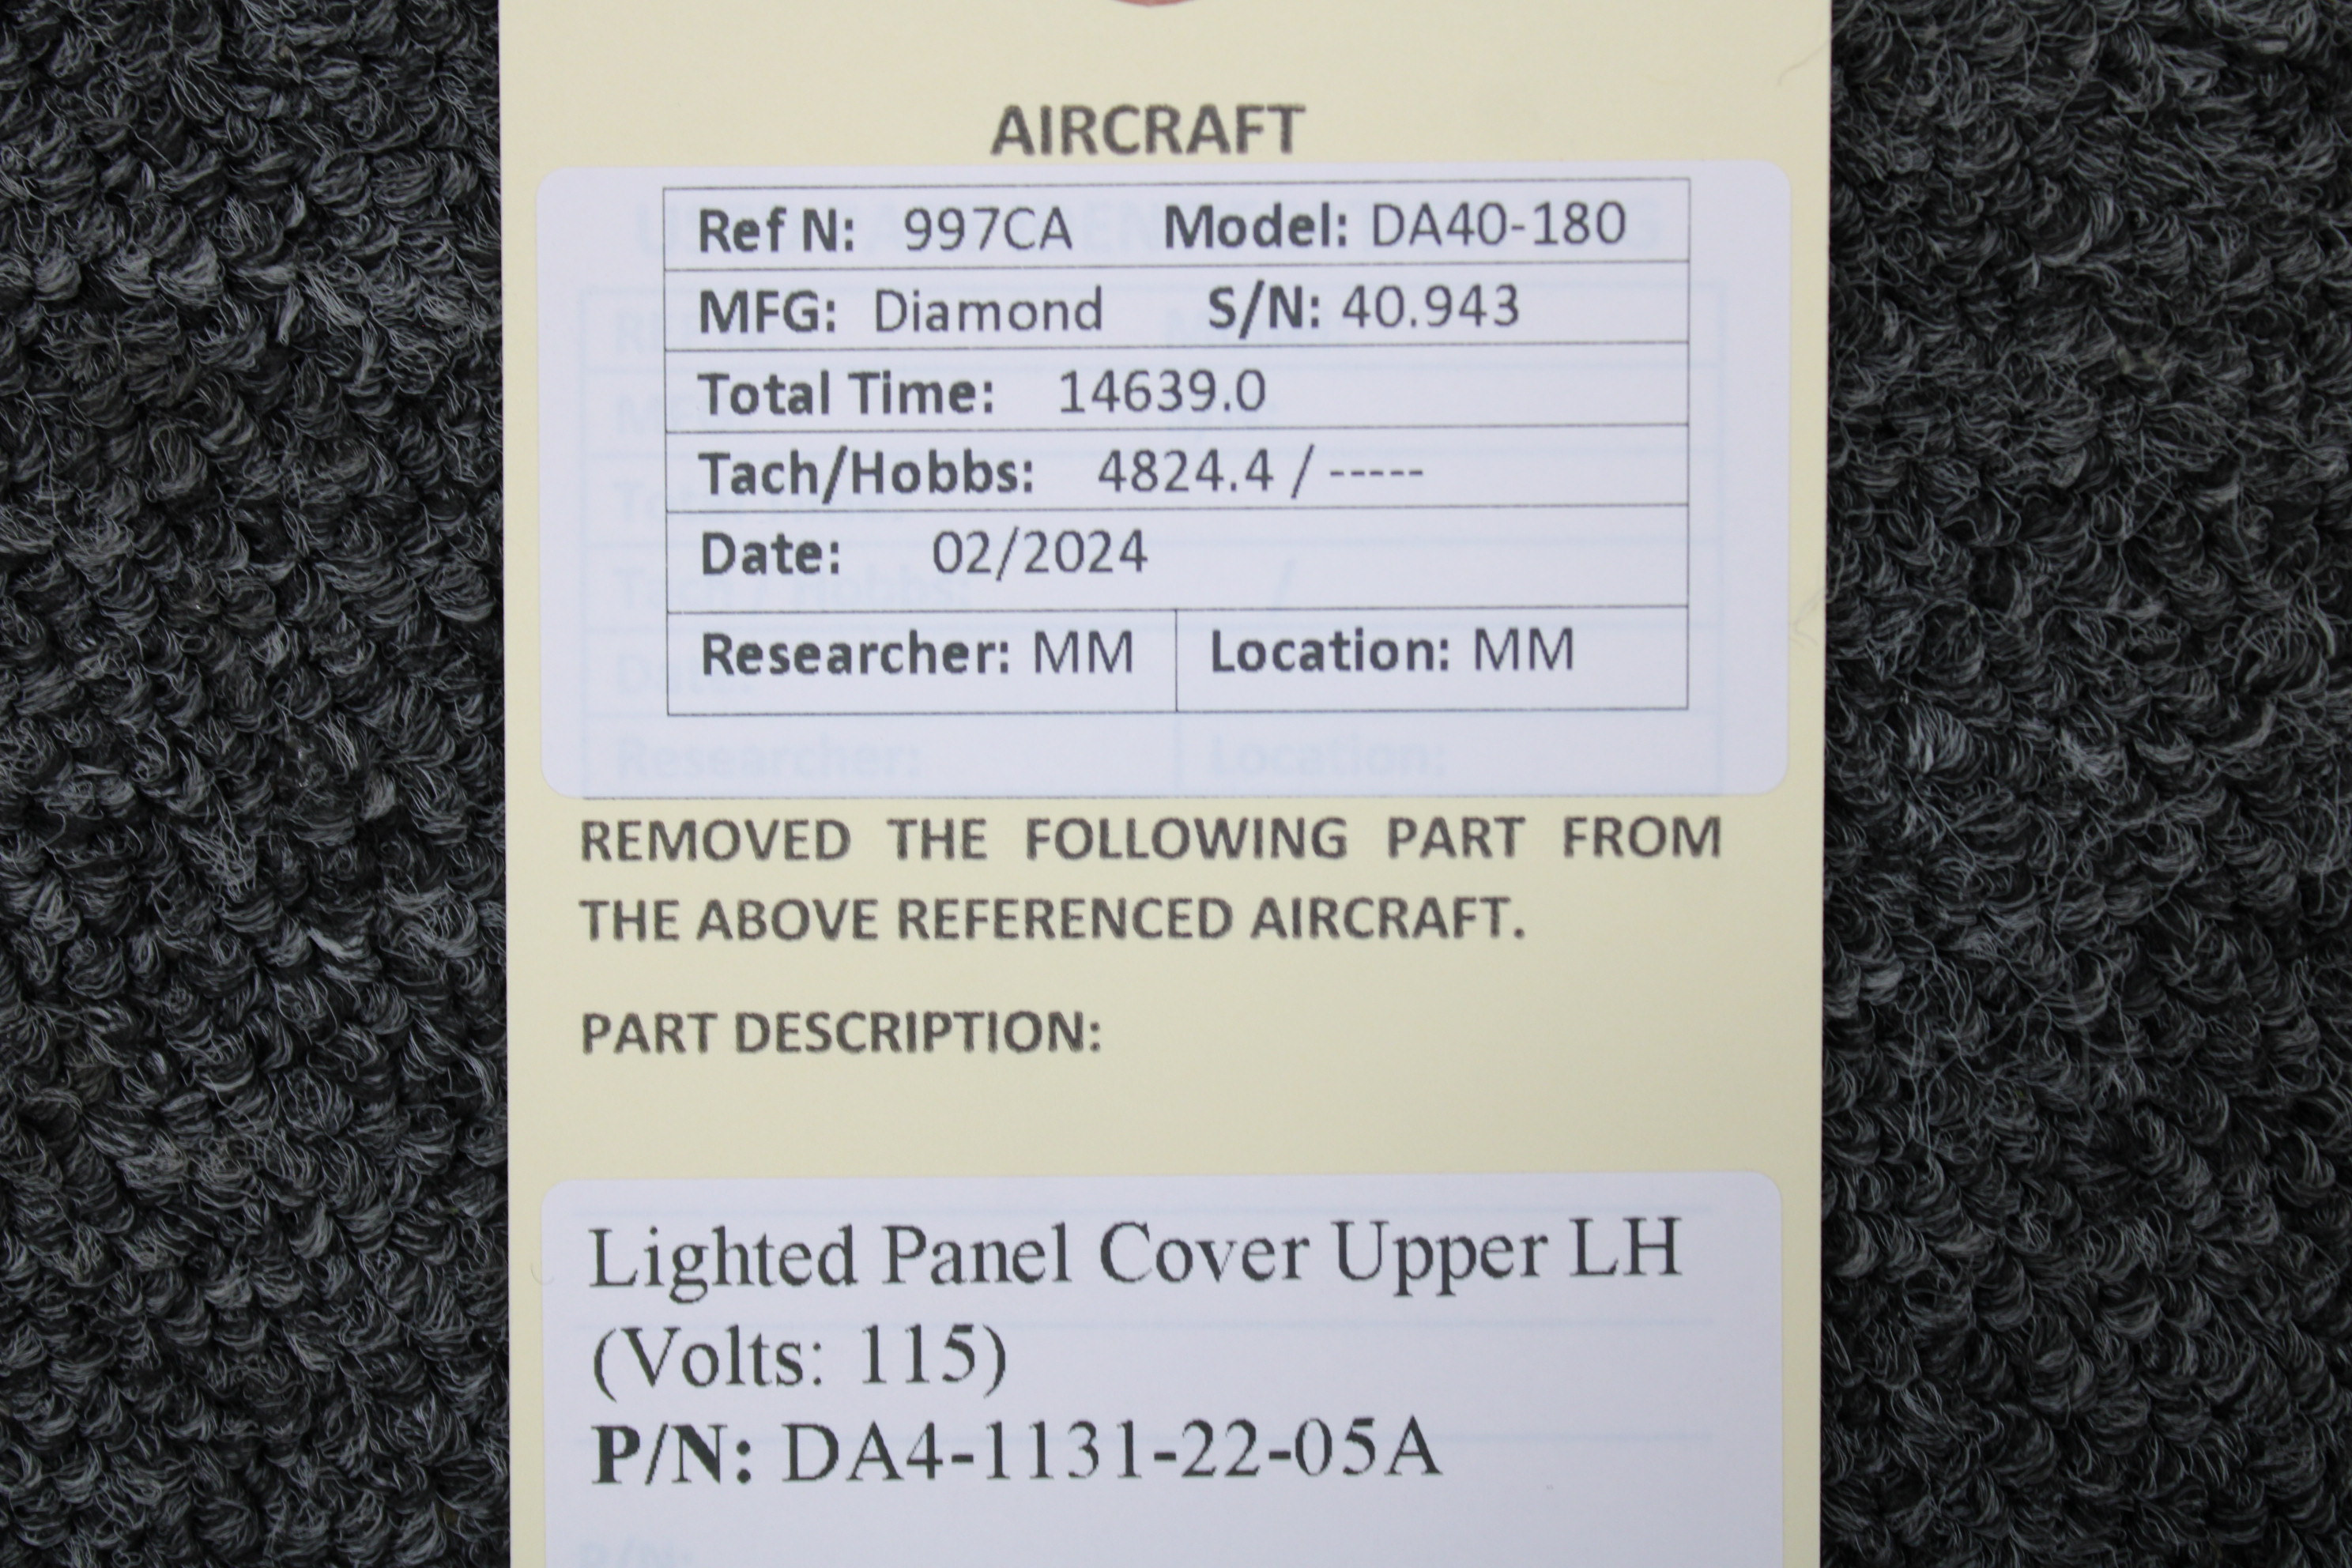 AIRCRAFT
Ref N: 997CA Model: DA40-180
MFG: Diamond S/N: 40.943
Total Time: 14639.0
Tach/Hobbs: 4824.4 / -----
Date: 02/2024
Researcher: MM Location: MM
REMOVED THE FOLLOWING PART FROM
THE ABOVE REFERENCED AIRCRAFT.
PART DESCRIPTION:
Lighted Panel Cover Upper LH
(Volts: 115)
P/N: DA4-1131-22-05A
P/N: